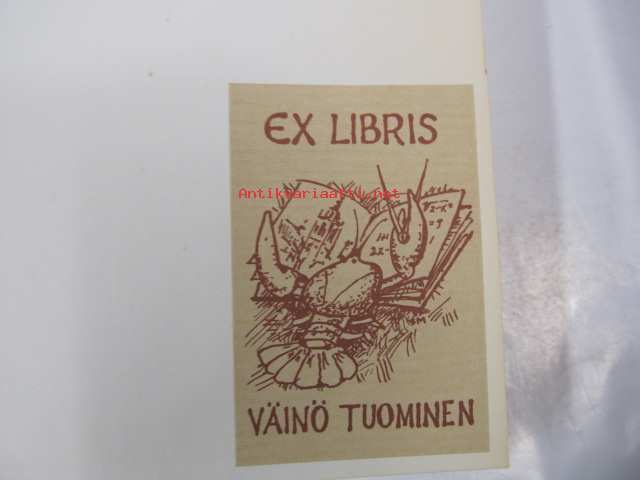 EX LIBRIS
Antikvariaatti.net
VÄINÖ TUOMINEN